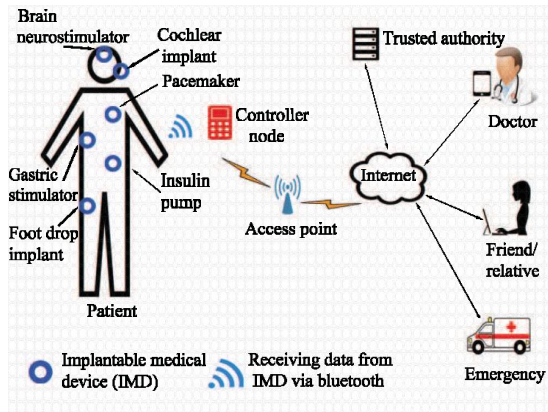 Brain
neurostimulator
Cochlear
implant
Pacemaker
Controller
node
Gastric
stimulator
Insulin
pump
Foot drop
implant
Patient
Access point
Trusted authority
Internet
Doctor
Friend/
relative
Emergency
Implantable medical
device (IMD)
Receiving data from
IMD via bluetooth